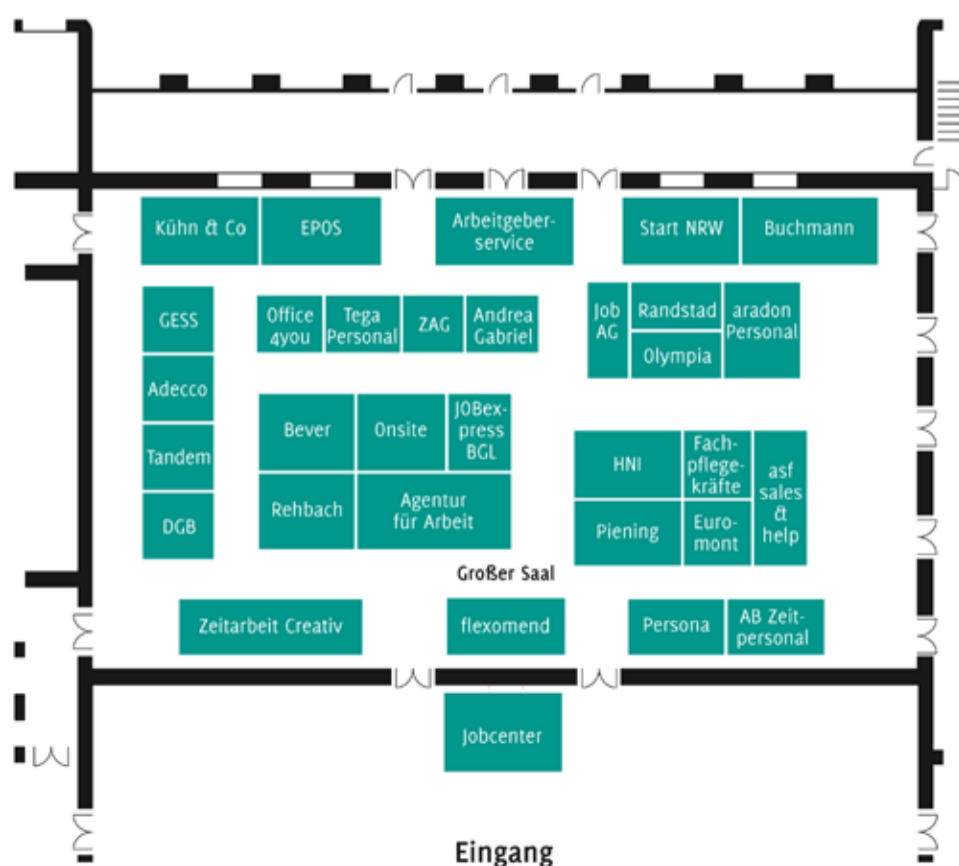 Kühn & Co
EPOS
Arbeitgeber-
service
Start NRW
Buchmann
GESS
Office
4you
Tega
Personal
ZAG
Andrea
Gabriel
Job
AG
Randstad
Olympia
aradon
Personal
Adecco
Tandem
DGB
Bever
Onsite
JOBex-
press
BGL
Rehbach
Agentur
für Arbeit
HNI
Fach-
pflege-
kräfte
asf
sales
&
help
Piening
Euro-
mont
Großer Saal
Zeitarbeit Creativ
flexomend
Persona
AB Zeit-
personal
Jobcenter
Eingang